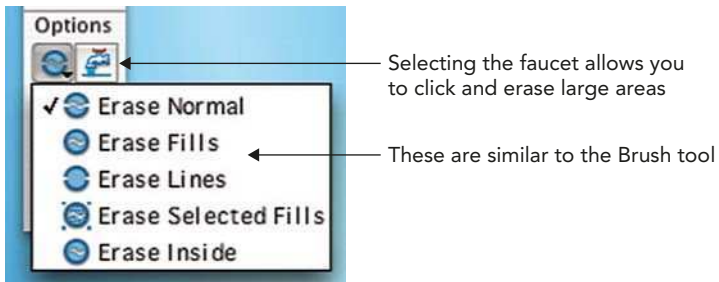 Options
Selecting the faucet allows you
to click and erase large areas
✓ Erase Normal
Erase Fills
These are similar to the Brush tool
Erase Lines
Erase Selected Fills
Erase Inside